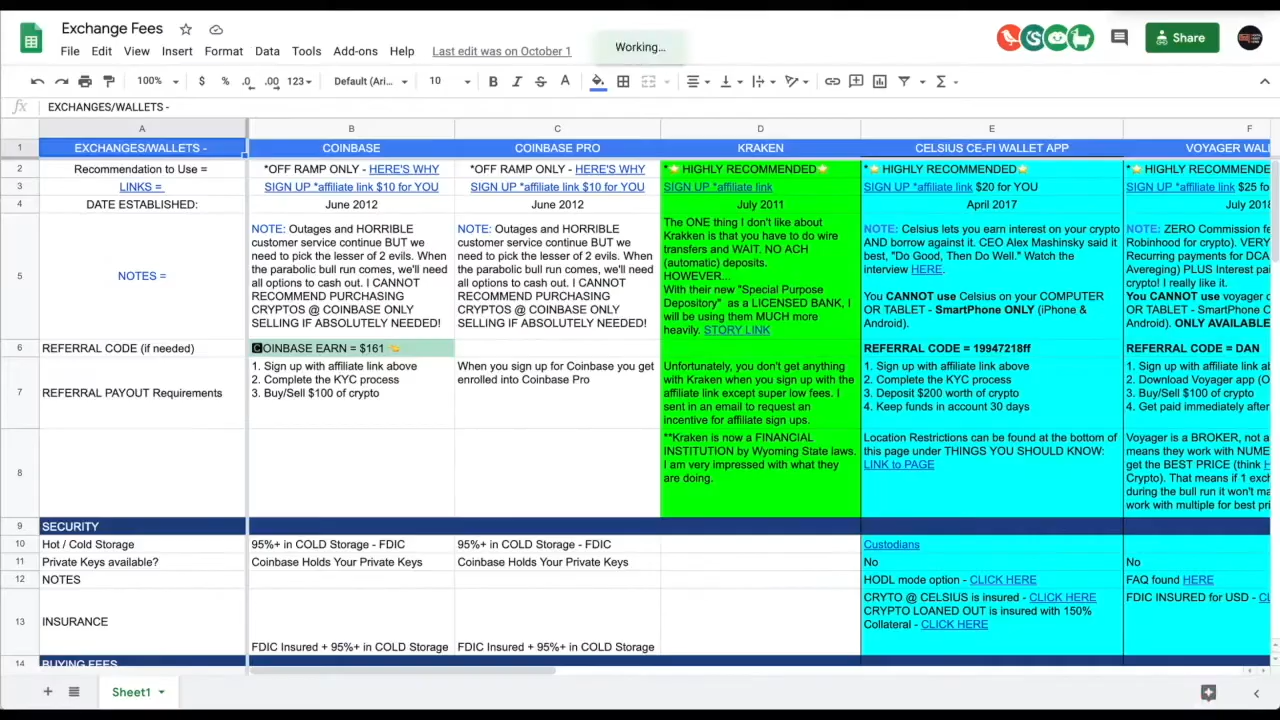 Exchange Fees
File Edit View Insert Format Data Tools Add-ons Help Last edit was on October 1
Working...
Share
100% $ % .0 .00 123 Default (Ari... 10 B I S A
fx EXCHANGES/WALLETS -
A B C D E F
1 EXCHANGES/WALLETS - COINBASE COINBASE PRO KRAKEN CELSIUS CE-FI WALLET APP VOYAGER WALL
2 Recommendation to Use = *OFF RAMP ONLY - HERE'S WHY *OFF RAMP ONLY - HERE'S WHY *⭐ HIGHLY RECOMMENDED⭐ *⭐ HIGHLY RECOMMENDED⭐ *⭐ HIGHLY RECOMMENDE
3 LINKS = SIGN UP *affiliate link $10 for YOU SIGN UP *affiliate link $10 for YOU SIGN UP *affiliate link SIGN UP *affiliate link $20 for YOU SIGN UP *affiliate link $25 fo
4 DATE ESTABLISHED: June 2012 June 2012 July 2011 April 2017 July 2018
5 NOTES =
NOTE: Outages and HORRIBLE
customer service continue BUT we
need to pick the lesser of 2 evils. When
the parabolic bull run comes, we'll need
all options to cash out. I CANNOT
RECOMMEND PURCHASING
CRYPTOS @ COINBASE ONLY
SELLING IF ABSOLUTELY NEEDED!
NOTE: Outages and HORRIBLE
customer service continue BUT we
need to pick the lesser of 2 evils. When
the parabolic bull run comes, we'll need
all options to cash out. I CANNOT
RECOMMEND PURCHASING
CRYPTOS @ COINBASE ONLY
SELLING IF ABSOLUTELY NEEDED!
The ONE thing I don't like about
Krakken is that you have to do wire
transfers and WAIT. NO ACH
(automatic) deposits.
HOWEVER...
With their new "Special Purpose
Depository" as a LICENSED BANK, I
will be using them MUCH more
heavily. STORY LINK
NOTE: Celsius lets you earn interest on your crypto
AND borrow against it. CEO Alex Mashinsky said it
best, "Do Good, Then Do Well." Watch the
interview HERE.
You CANNOT use Celsius on your COMPUTER
OR TABLET - SmartPhone ONLY (iPhone &
Android).
NOTE: ZERO Commission fe
Robinhood for crypto).
Recurring payments for DCA
Avereging) PLUS Interest pai
crypto! I really like it.
You CANNOT use voyager o
OR TABLET - SmartPhone O
Android). ONLY AVAILABLE
6 REFERRAL CODE (if needed) COINBASE EARN = $161 REFERRAL CODE = 19947218ff REFERRAL CODE = DAN
7 REFERRAL PAYOUT Requirements
1. Sign up with affiliate link above
2. Complete the KYC process
3. Buy/Sell $100 of crypto
When you sign up for Coinbase you get
enrolled into Coinbase Pro
Unfortunately, you don't get anything
with Kraken when you sign up with the
affiliate link except super low fees. I
sent in an email to request an
incentive for affiliate sign ups.
1. Sign up with affiliate link above
2. Complete the KYC process
3. Deposit $200 worth of crypto
4. Keep funds in account 30 days
1. Sign up with affiliate link ab
2. Download Voyager app (O
3. Buy/Sell $100 of crypto
4. Get paid immediately after
8
**Kraken is now a FINANCIAL
INSTITUTION by Wyoming State laws.
I am very impressed with what they
are doing.
Location Restrictions can be found at the bottom of
this page under THINGS YOU SHOULD KNOW:
LINK to PAGE
Voyager is a BROKER, not a
means they work with NUME
get the BEST PRICE (think H
Crypto). That means if 1 exch
during the bull run it won't ma
work with multiple for best pri
9 SECURITY
10 Hot / Cold Storage 95%+ in COLD Storage - FDIC 95%+ in COLD Storage - FDIC Custodians
11 Private Keys available? Coinbase Holds Your Private Keys Coinbase Holds Your Private Keys No No
12 NOTES HODL mode option - CLICK HERE FAQ found HERE
13 INSURANCE FDIC Insured + 95%+ in COLD Storage FDIC Insured + 95%+ in COLD Storage
CRYTO @ CELSIUS is insured - CLICK HERE
CRYPTO LOANED OUT is insured with 150%
Collateral - CLICK HERE
FDIC INSURED for USD - CL
14 BUYING FEES
Sheet1